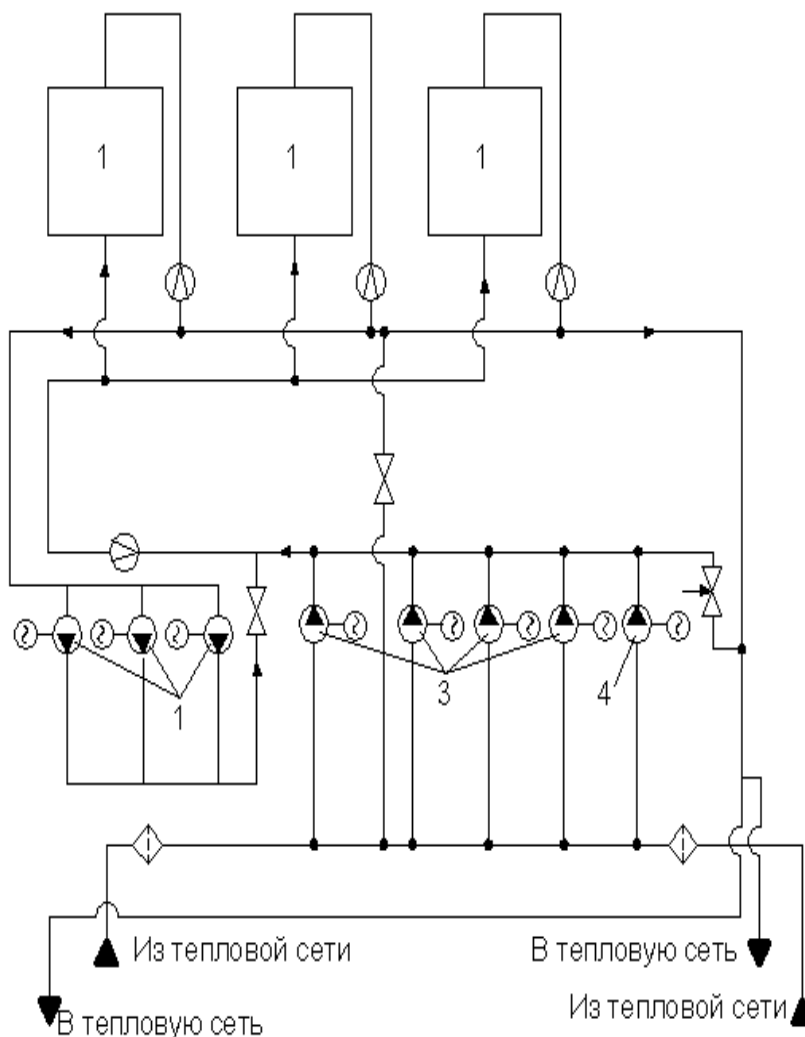 1 1 1
1
3
4
Из тепловой сети
В тепловую сеть
Из тепловой сети
В тепловую сеть